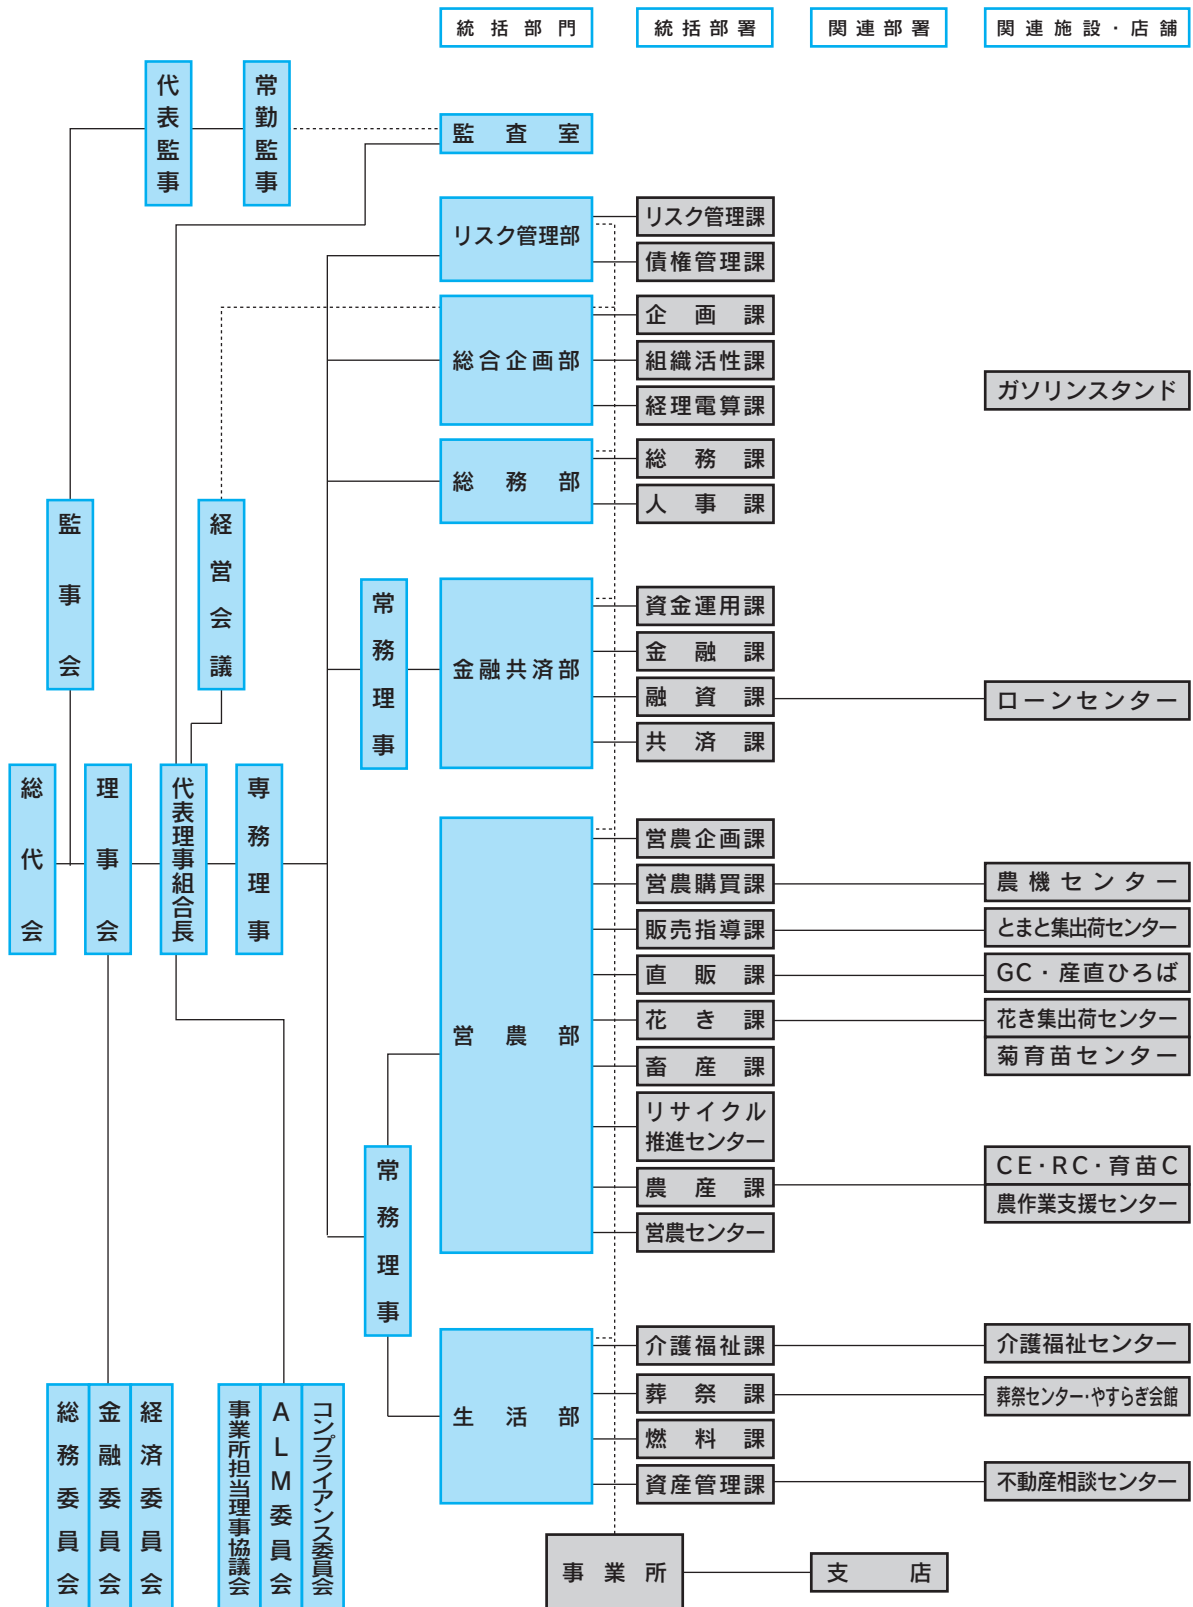 統括部門
統括部署
関連部署
関連施設・店舗
代表監事
常勤監事
監査室
リスク管理部
リスク管理課
債権管理課
総合企画部
企画課
組織活性課
経理電算課
ガソリンスタンド
総務部
総務課
人事課
監事会
経営会議
常務理事
金融共済部
資金運用課
金融課
融資課
ローンセンター
共済課
総代会
理事会
代表理事組合長
専務理事
営農部
営農企画課
営農購買課
農機センター
販売指導課
とまと集出荷センター
直販課
GC・産直ひろば
花き課
花き集出荷センター
菊育苗センター
畜産課
リサイクル
推進センター
農産課
CE・RC・育苗C
農作業支援センター
営農センター
常務理事
生活部
介護福祉課
介護福祉センター
葬祭課
葬祭センター・やすらぎ会館
燃料課
資産管理課
不動産相談センター
総務委員会
金融委員会
経済委員会
事業所担当理事協議会
ALM委員会
コンプライアンス委員会
事業所
支店